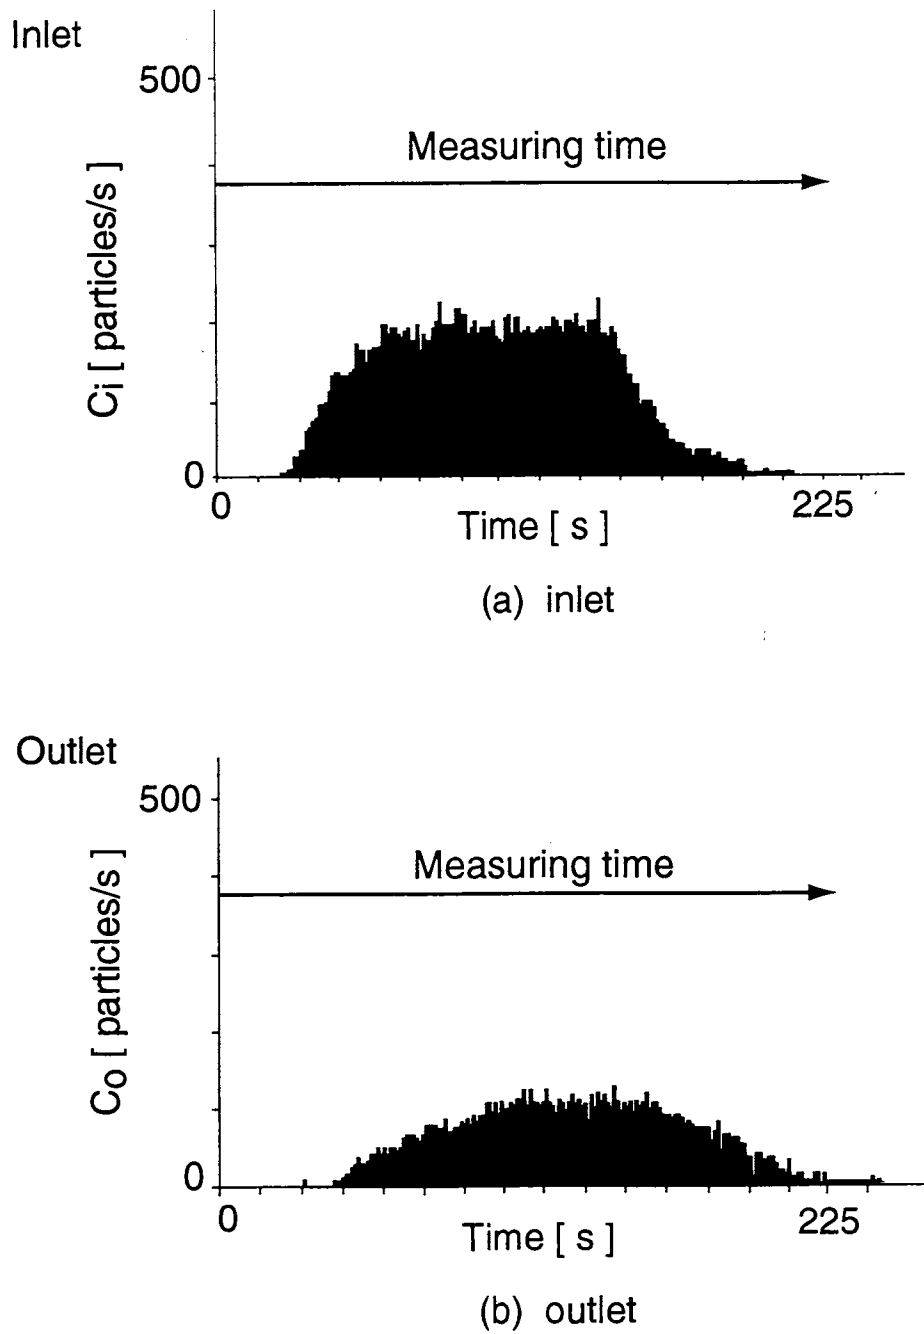 Inlet
500
Measuring time
Ci [ particles/s ]
0
0
225
Time [ s ]
(a) inlet
Outlet
500
Measuring time
Co [ particles/s ]
0
0
225
Time [ s ]
(b) outlet